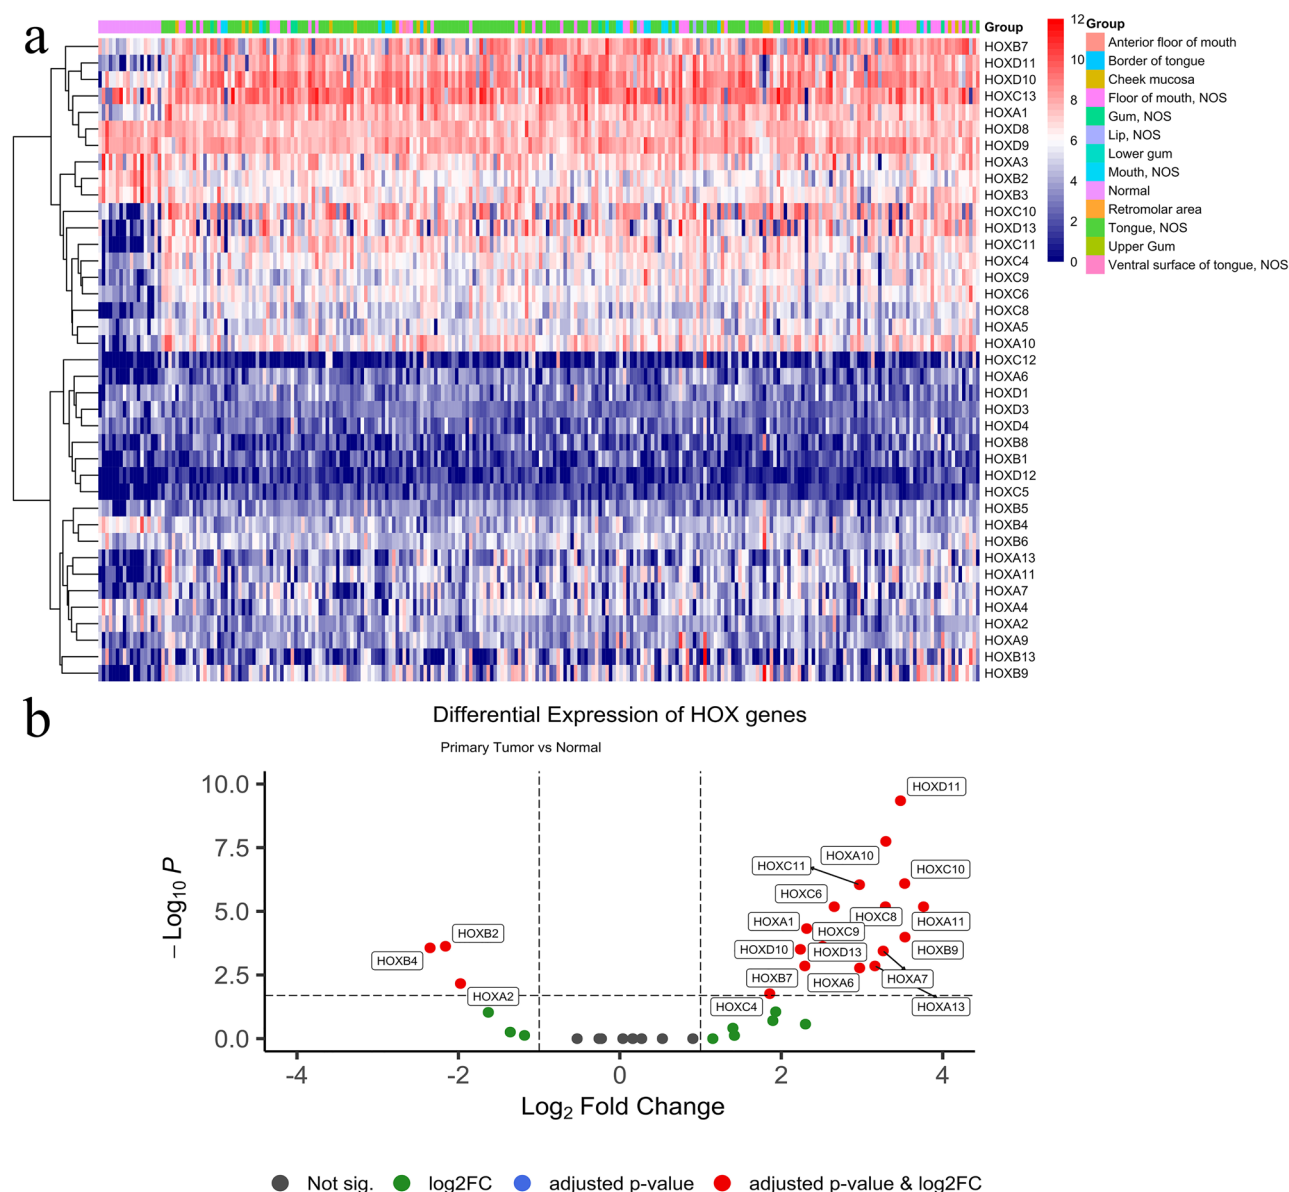 a
Group
HOXB7
HOXD11
HOXD10
HOXC13
HOXA1
HOXD8
HOXD9
HOXA3
HOXB2
HOXB3
HOXC10
HOXD13
HOXC11
HOXC4
HOXC9
HOXC6
HOXC8
HOXA5
HOXA10
HOXC12
HOXA6
HOXD1
HOXD3
HOXD4
HOXB8
HOXB1
HOXD12
HOXC5
HOXB5
HOXB4
HOXB6
HOXA13
HOXA11
HOXA7
HOXA4
HOXA2
HOXA9
HOXB13
HOXB9
12
10
8
6
4
2
0
Group
Anterior floor of mouth
Border of tongue
Cheek mucosa
Floor of mouth, NOS
Gum, NOS
Lip, NOS
Lower gum
Mouth, NOS
Normal
Retromolar area
Tongue, NOS
Upper Gum
Ventral surface of tongue, NOS
b
Differential Expression of HOX genes
Primary Tumor vs Normal
10.0
7.5
5.0
2.5
0.0
−Log10 P
HOXD11
HOXA10
HOXC11
HOXC10
HOXC6
HOXC8
HOXA1
HOXA11
HOXC9
HOXB2
HOXD10
HOXD13
HOXB9
HOXB4
HOXB7
HOXA6
HOXA7
HOXA2
HOXC4
HOXA13
-4
-2
0
2
4
Log2 Fold Change
Not sig.
log2FC
adjusted p-value
adjusted p-value & log2FC